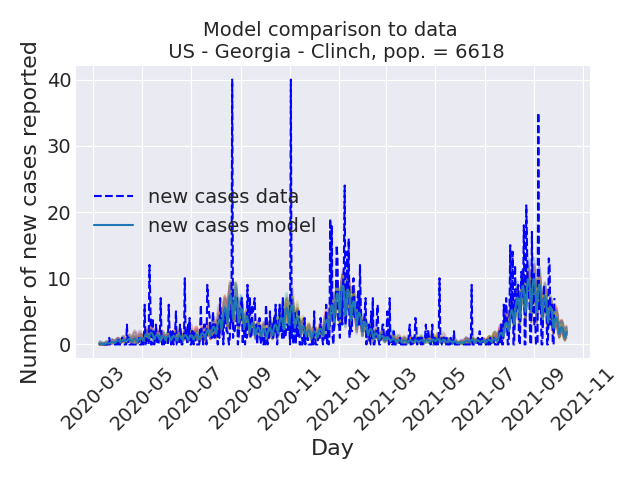 Model comparison to data
US - Georgia - Clinch, pop. = 6618
Number of new cases reported
40
30
20
10
0
new cases data
new cases model
2020-03
2020-05
2020-07
2020-09
2020-11
2021-01
2021-03
2021-05
2021-07
2021-09
2021-11
Day